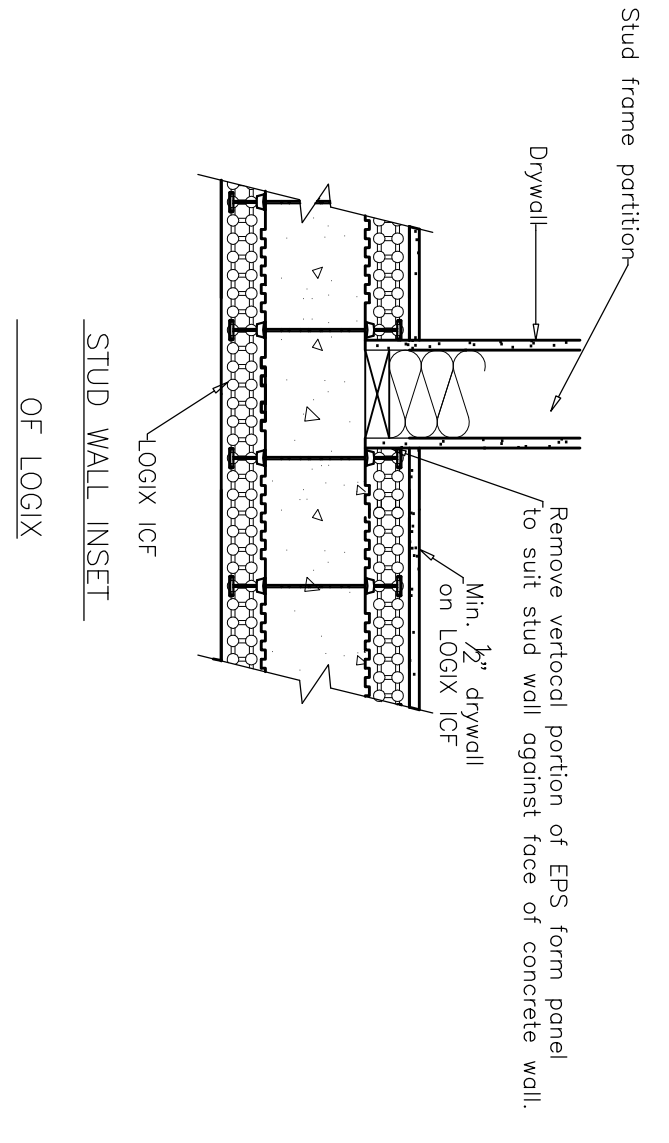 Stud frame partition
Drywall
Remove vertocal portion of EPS form panel
to suit stud wall against face of concrete wall.
Min. ½" drywall
on LOGIX ICF
LOGIX ICF
STUD WALL INSET
OF LOGIX